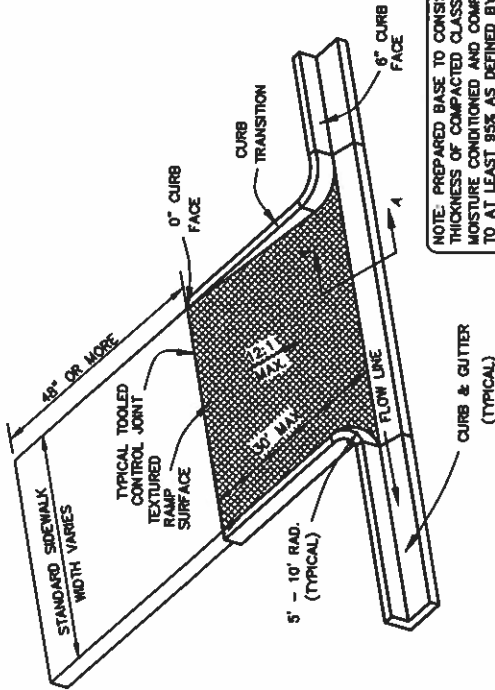 STANDARD SIDEWALK
WIDTH VARIES
48" OR MORE
TYPICAL TOOLED
CONTROL JOINT
TEXTURED
RAMP
SURFACE
0" CURB
FACE
CURB
TRANSITION
6" CURB
FACE
12:1
MAX.
30' MAX.
5' - 10' RAD.
(TYPICAL)
FLOW LINE
A
CURB & GUTTER
(TYPICAL)
NOTE: PREPARED BASE TO CONSIS
THICKNESS OF COMPACTED CLASS
MOISTURE CONDITIONED AND COMP
TO AT LEAST 95% AS DEFINED BY